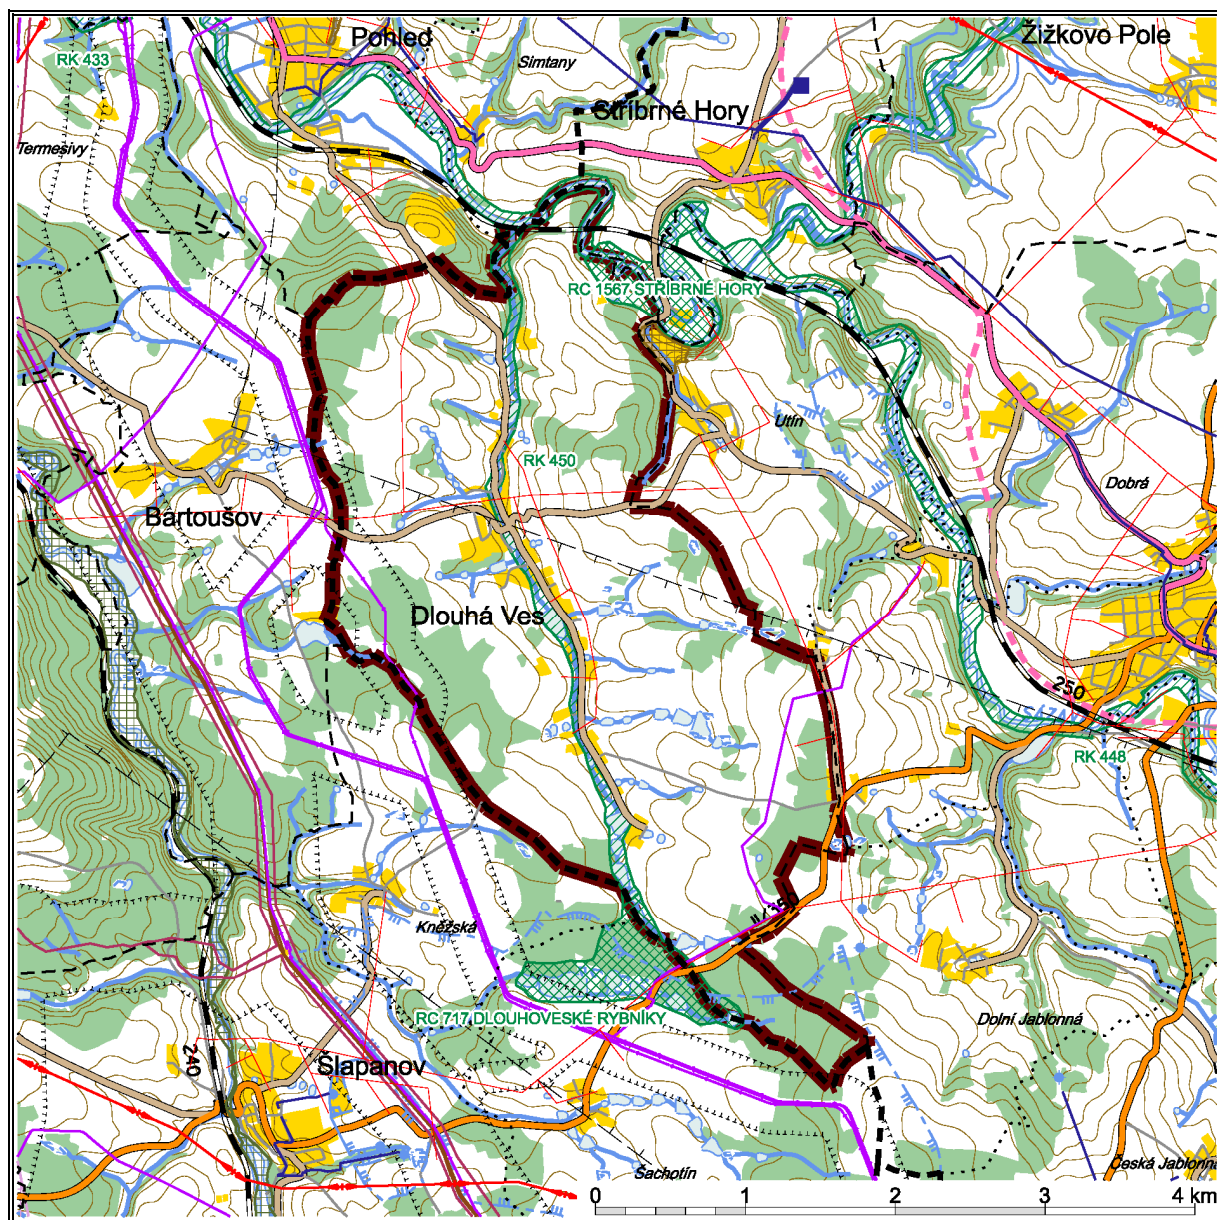 Pohled
Žižkovo Pole
RK 433
Simtany
Stříbrné Hory
Termesivy
RC 1567 STŘÍBRNÉ HORY
Utín
RK 450
Dobrá
Bartoušov
Dlouhá Ves
250
RK 448
II/350
Kněžská
RC 717 DLOUHOVESKÉ RYBNÍKY
Dolní Jablonná
240
Šlapanov
Šachotín
Česká Jablonná
0 1 2 3 4 km